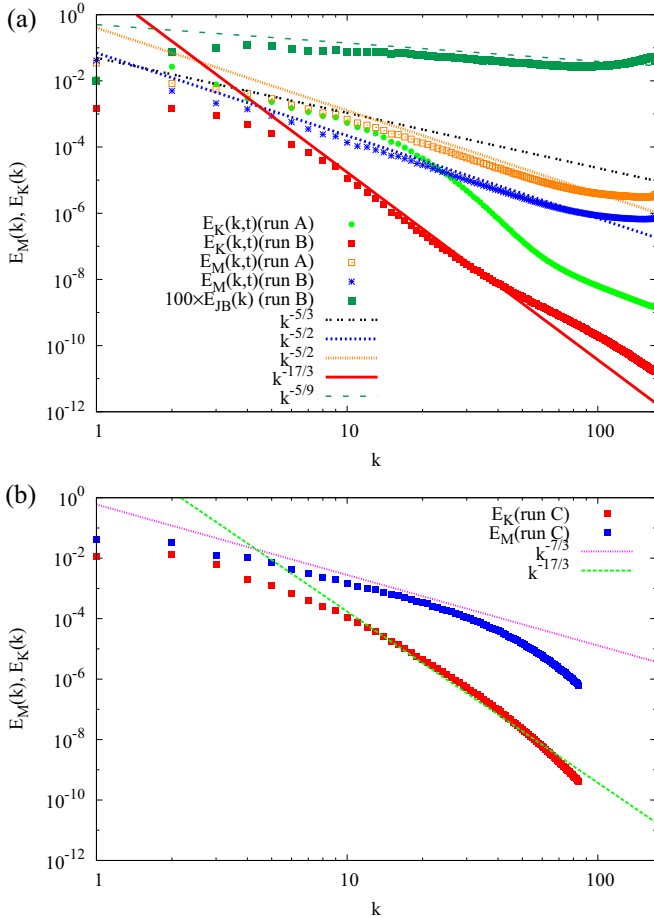 (a)
10^0
10^-2
10^-4
10^-6
10^-8
10^-10
10^-12
E_M(k), E_K(k)
E_K(k,t)(run A)
E_K(k,t)(run B)
E_M(k,t)(run A)
E_M(k,t)(run B)
100×E_JB(k) (run B)
k^-5/3
k^-5/2
k^-5/2
k^-17/3
k^-5/9
1 10 100
k
(b)
10^0
10^-2
10^-4
10^-6
10^-8
10^-10
10^-12
E_M(k), E_K(k)
E_K(run C)
E_M(run C)
k^-7/3
k^-17/3
1 10 100
k